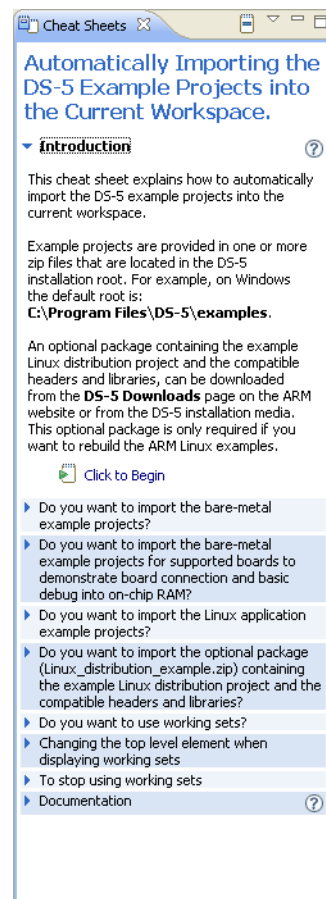 Cheat Sheets
Automatically Importing the
DS-5 Example Projects into
the Current Workspace.
Introduction
This cheat sheet explains how to automatically
import the DS-5 example projects into the
current workspace.
Example projects are provided in one or more
zip files that are located in the DS-5
installation root. For example, on Windows
the default root is:
C:\Program Files\DS-5\examples.
An optional package containing the example
Linux distribution project and the compatible
headers and libraries, can be downloaded
from the DS-5 Downloads page on the ARM
website or from the DS-5 installation media.
This optional package is only required if you
want to rebuild the ARM Linux examples.
Click to Begin
Do you want to import the bare-metal
example projects?
Do you want to import the bare-metal
example projects for supported boards to
demonstrate board connection and basic
debug into on-chip RAM?
Do you want to import the Linux application
example projects?
Do you want to import the optional package
(Linux_distribution_example.zip) containing
the example Linux distribution project and the
compatible headers and libraries?
Do you want to use working sets?
Changing the top level element when
displaying working sets
To stop using working sets
Documentation